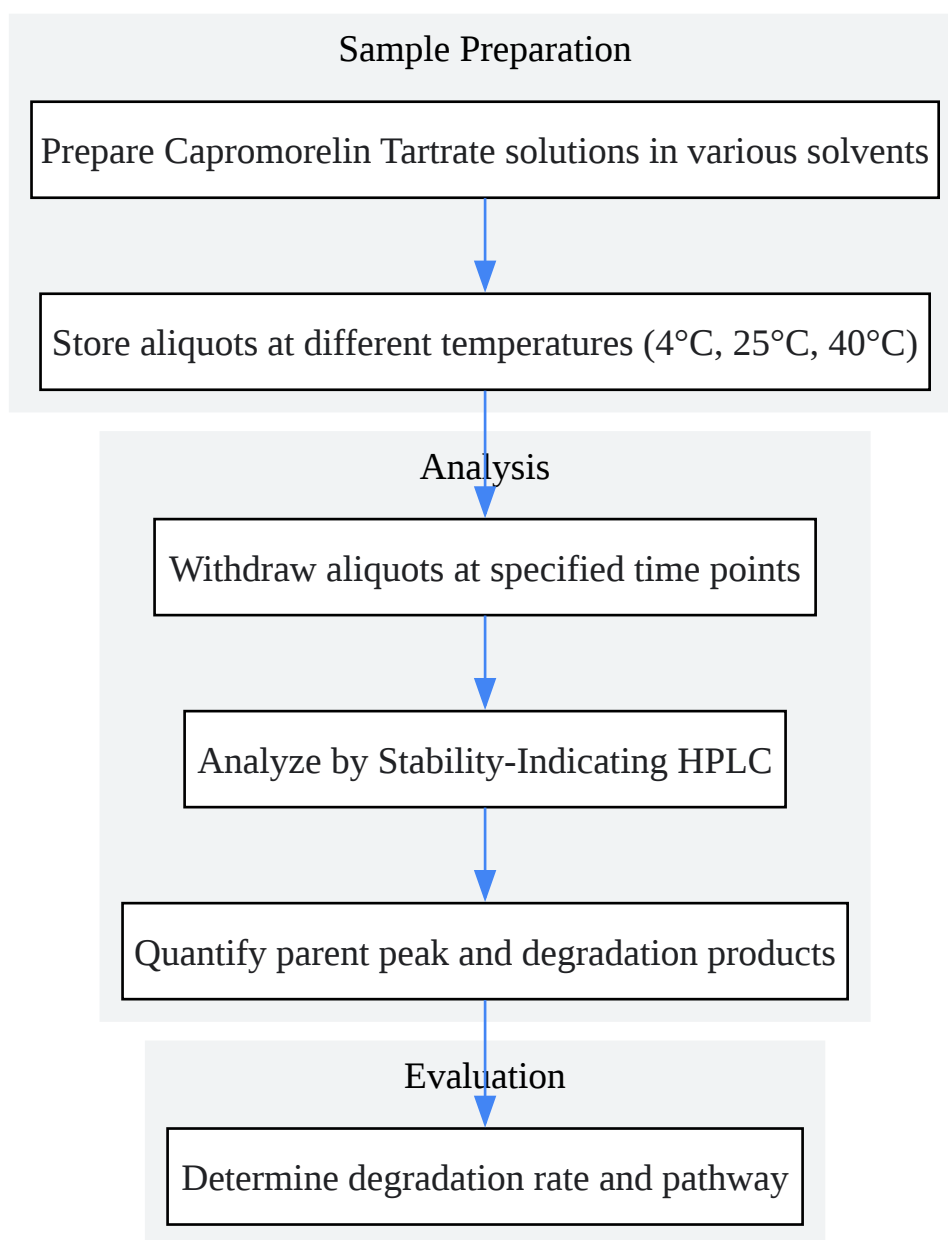 Sample Preparation
Prepare Capromorelin Tartrate solutions in various solvents
Store aliquots at different temperatures (4°C, 25°C, 40°C)
Analysis
Withdraw aliquots at specified time points
Analyze by Stability-Indicating HPLC
Quantify parent peak and degradation products
Evaluation
Determine degradation rate and pathway